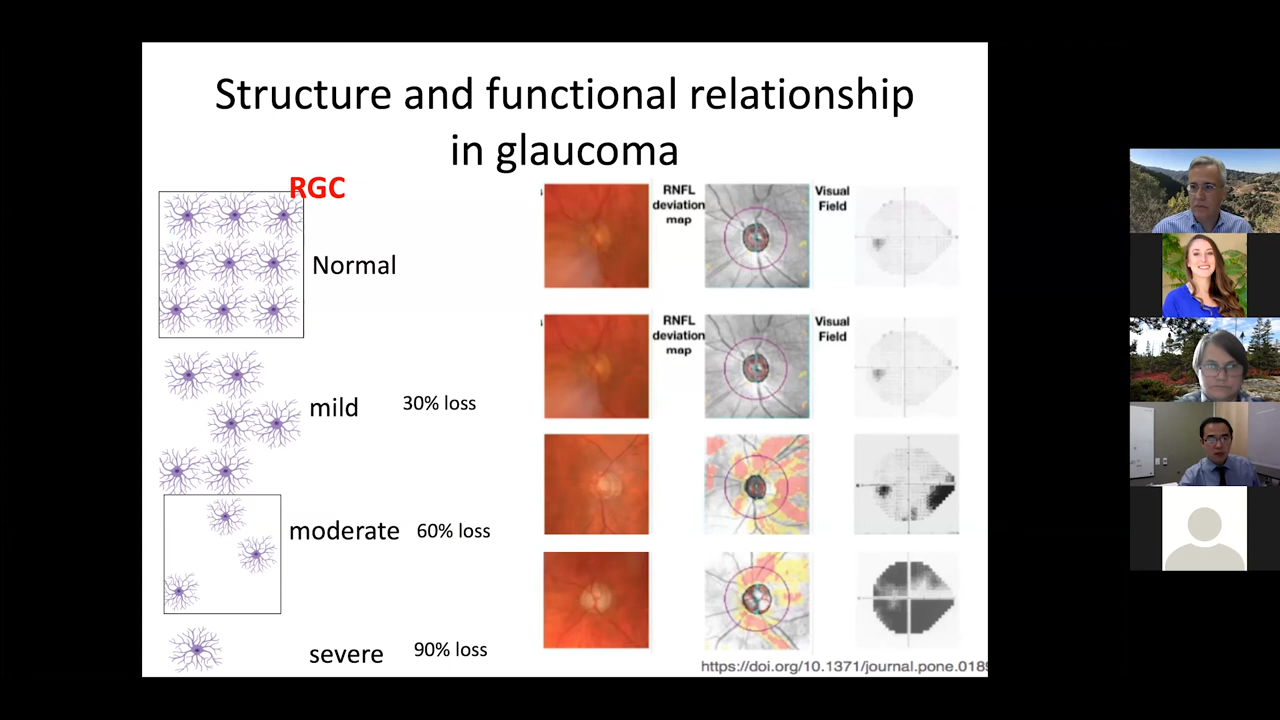 Structure and functional relationship
in glaucoma
RGC
RNFL
deviation
map
Visual
Field
Normal
RNFL
deviation
map
Visual
Field
mild
30% loss
moderate
60% loss
severe
90% loss
https://doi.org/10.1371/journal.pone.0189